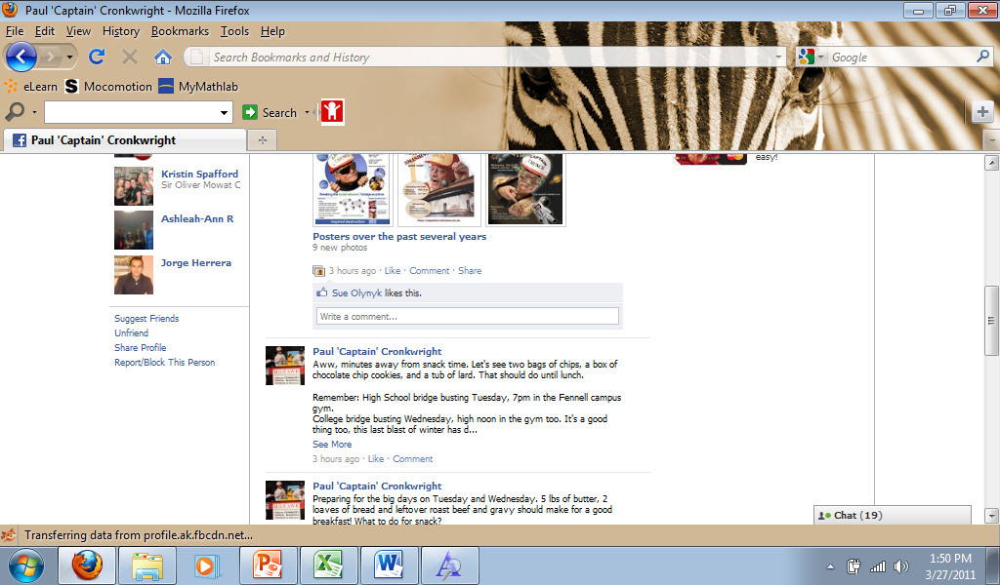 Paul 'Captain' Cronkwright - Mozilla Firefox
File Edit View History Bookmarks Tools Help
Search Bookmarks and History
Google
eLearn S Mocomotion MyMathlab
Search
Paul 'Captain' Cronkwright
easy!
Kristin Spafford
Sir Oliver Mowat C
Ashleah-Ann R
Jorge Herrera
Suggest Friends
Unfriend
Share Profile
Report/Block This Person
Posters over the past several years
9 new photos
3 hours ago · Like · Comment · Share
Sue Olynyk likes this.
Write a comment...
Paul 'Captain' Cronkwright
Aww, minutes away from snack time. Let's see two bags of chips, a box of
chocolate chip cookies, and a tub of lard. That should do until lunch.
Remember: High School bridge busting Tuesday, 7pm in the Fennell campus
gym.
College bridge busting Wednesday, high noon in the gym too. It's a good
thing too, this last blast of winter has d...
See More
3 hours ago · Like · Comment
Paul 'Captain' Cronkwright
Preparing for the big days on Tuesday and Wednesday. 5 lbs of butter, 2
loaves of bread and leftover roast beef and gravy should make for a good
breakfast! What to do for snack?
Chat (19)
Transferring data from profile.ak.fbcdn.net...
1:50 PM
3/27/2011